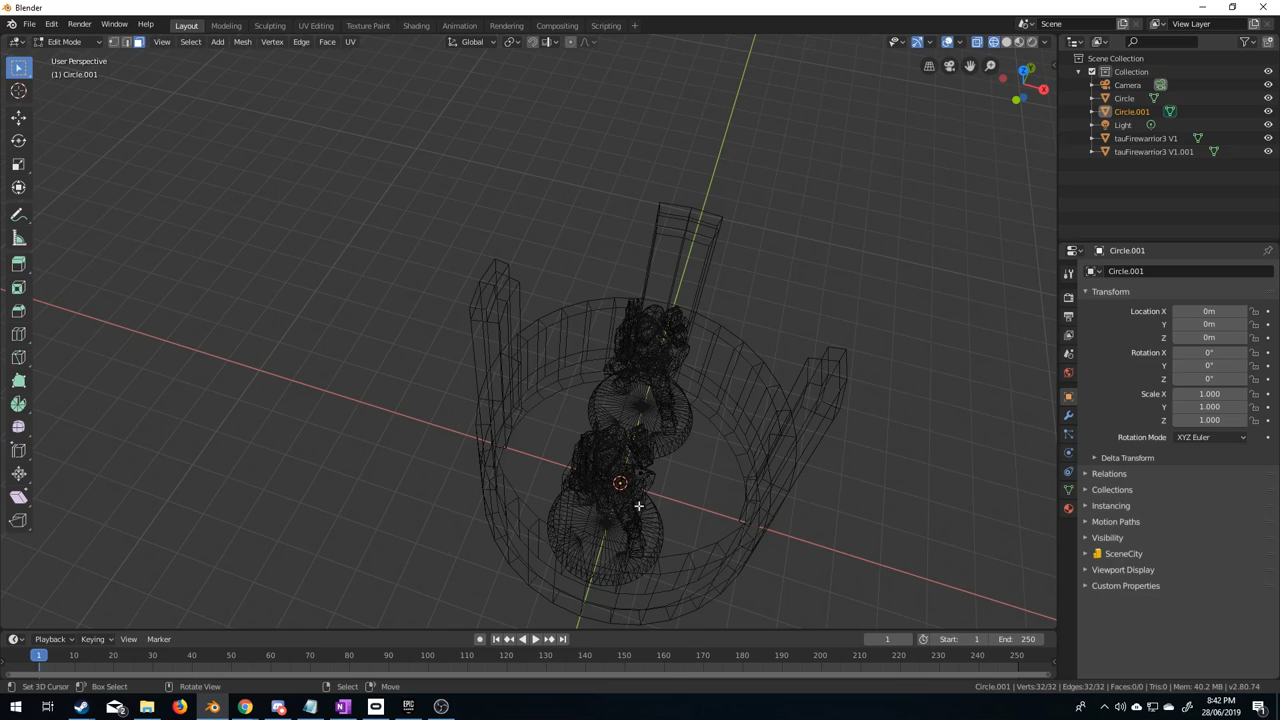 Blender
File Edit Render Window Help Layout Modeling Sculpting UV Editing Texture Paint Shading Animation Rendering Compositing Scripting + Scene View Layer
Edit Mode View Select Add Mesh Vertex Edge Face UV Global
User Perspective
(1) Circle.001
X
Y
Z
Scene Collection
Collection
Camera
Circle
Circle.001
Light
tauFirewarrior3 V1
tauFirewarrior3 V1.001
Circle.001
Circle.001
Transform
Location X 0m
Y 0m
Z 0m
Rotation X 0°
Y 0°
Z 0°
Scale X 1.000
Y 1.000
Z 1.000
Rotation Mode XYZ Euler
Delta Transform
Relations
Collections
Instancing
Motion Paths
Visibility
SceneCity
Viewport Display
Custom Properties
Playback Keying View Marker 1 Start: 1 End: 250
1 10 20 30 40 50 60 70 80 90 100 110 120 130 140 150 160 170 180 190 200 210 220 230 240 250
Set 3D Cursor Box Select Rotate View Select Move Circle.001 | Verts:32/32 | Edges:32/32 | Faces:0/0 | Tris:0 | Mem: 40.2 MB | v2.80.74
8:42 PM
28/06/2019